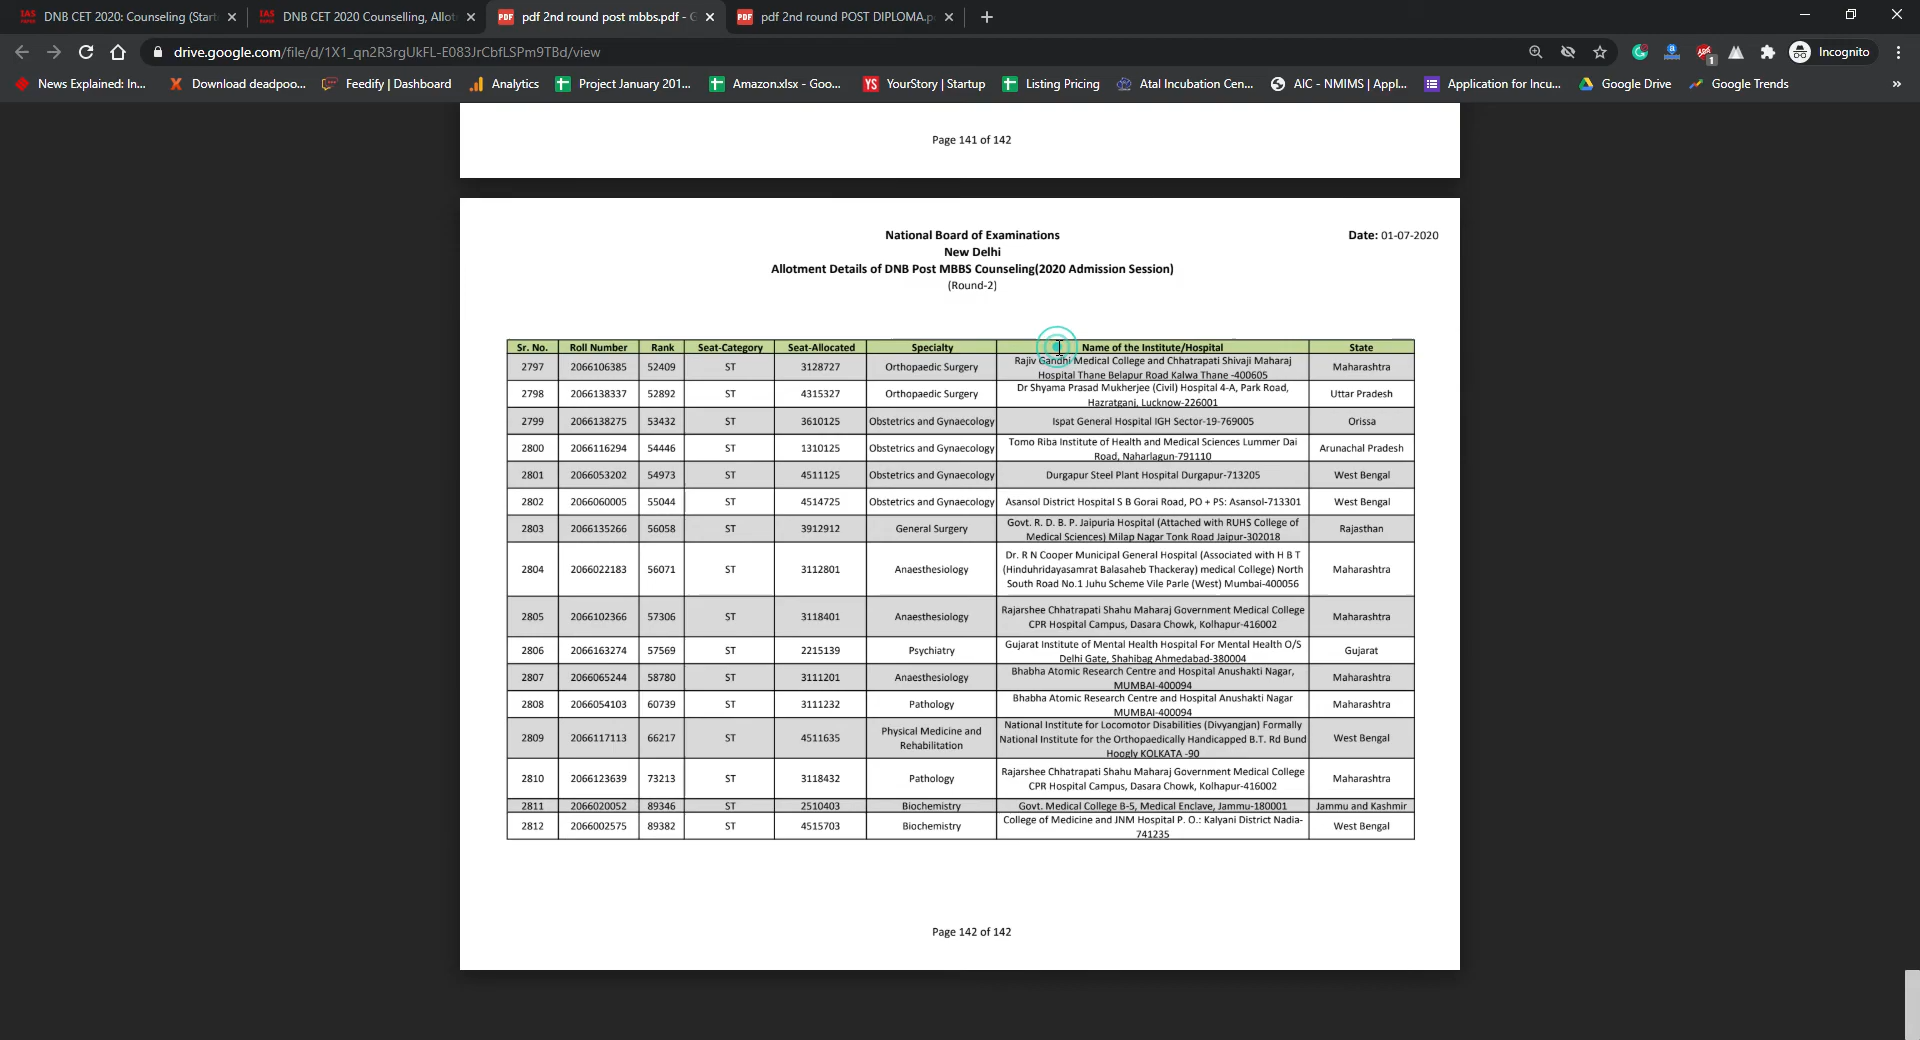 DNB CET 2020: Counseling (Start
DNB CET 2020 Counselling, Allot
pdf 2nd round post mbbs.pdf - G
pdf 2nd round POST DIPLOMA.p
drive.google.com/file/d/1X1_qn2R3rgUkFL-E083JrCbfLSPm9TBd/view
Incognito
News Explained: In...
Download deadpoo...
Feedify | Dashboard
Analytics
Project January 201...
Amazon.xlsx - Goo...
YourStory | Startup
Listing Pricing
Atal Incubation Cen...
AIC - NMIMS | Appl...
Application for Incu...
Google Drive
Google Trends
Page 141 of 142
National Board of Examinations
Date: 01-07-2020
New Delhi
Allotment Details of DNB Post MBBS Counseling(2020 Admission Session)
(Round-2)
Sr. No. Roll Number Rank Seat-Category Seat-Allocated Specialty Name of the Institute/Hospital State
2797 2066106385 52409 ST 3128727 Orthopaedic Surgery Rajiv Gandhi Medical College and Chhatrapati Shivaji Maharaj
Hospital Thane Belapur Road Kalwa Thane -400605 Maharashtra
2798 2066138337 52892 ST 4315327 Orthopaedic Surgery Dr Shyama Prasad Mukherjee (Civil) Hospital 4-A, Park Road,
Hazratganj, Lucknow-226001 Uttar Pradesh
2799 2066138275 53432 ST 3610125 Obstetrics and Gynaecology Ispat General Hospital IGH Sector-19-769005 Orissa
2800 2066116294 54446 ST 1310125 Obstetrics and Gynaecology Tomo Riba Institute of Health and Medical Sciences Lummer Dai
Road, Naharlagun-791110 Arunachal Pradesh
2801 2066053202 54973 ST 4511125 Obstetrics and Gynaecology Durgapur Steel Plant Hospital Durgapur-713205 West Bengal
2802 2066060005 55044 ST 4514725 Obstetrics and Gynaecology Asansol District Hospital S B Gorai Road, PO + PS: Asansol-713301 West Bengal
2803 2066135266 56058 ST 3912912 General Surgery Govt. R. D. B. P. Jaipuria Hospital (Attached with RUHS College of
Medical Sciences) Milap Nagar Tonk Road Jaipur-302018 Rajasthan
2804 2066022183 56071 ST 3112801 Anaesthesiology Dr. R N Cooper Municipal General Hospital (Associated with H B T
(Hinduhridayasamrat Balasaheb Thackeray) medical College) North
South Road No.1 Juhu Scheme Vile Parle (West) Mumbai-400056 Maharashtra
2805 2066102366 57306 ST 3118401 Anaesthesiology Rajarshee Chhatrapati Shahu Maharaj Government Medical College
CPR Hospital Campus, Dasara Chowk, Kolhapur-416002 Maharashtra
2806 2066163274 57569 ST 2215139 Psychiatry Gujarat Institute of Mental Health Hospital For Mental Health O/S
Delhi Gate, Shahibag Ahmedabad-380004 Gujarat
2807 2066065244 58780 ST 3111201 Anaesthesiology Bhabha Atomic Research Centre and Hospital Anushakti Nagar,
MUMBAI-400094 Maharashtra
2808 2066054103 60739 ST 3111232 Pathology Bhabha Atomic Research Centre and Hospital Anushakti Nagar
MUMBAI-400094 Maharashtra
2809 2066117113 66217 ST 4511635 Physical Medicine and
Rehabilitation National Institute for Locomotor Disabilities (Divyangjan) Formally
National Institute for the Orthopaedically Handicapped B.T. Rd Bund
Hoogly KOLKATA -90 West Bengal
2810 2066123639 73213 ST 3118432 Pathology Rajarshee Chhatrapati Shahu Maharaj Government Medical College
CPR Hospital Campus, Dasara Chowk, Kolhapur-416002 Maharashtra
2811 2066020052 89346 ST 2510403 Biochemistry Govt. Medical College B-5, Medical Enclave, Jammu-180001 Jammu and Kashmir
2812 2066002575 89382 ST 4515703 Biochemistry College of Medicine and JNM Hospital P. O.: Kalyani District Nadia-
741235 West Bengal
Page 142 of 142